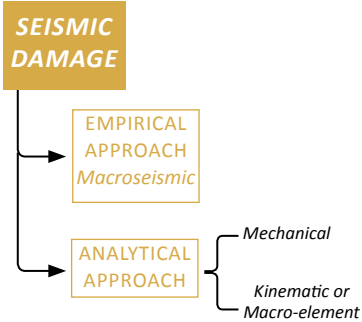 SEISMIC
DAMAGE
EMPIRICAL
APPROACH
Macroseismic
ANALYTICAL
APPROACH
Mechanical
Kinematic or
Macro-element